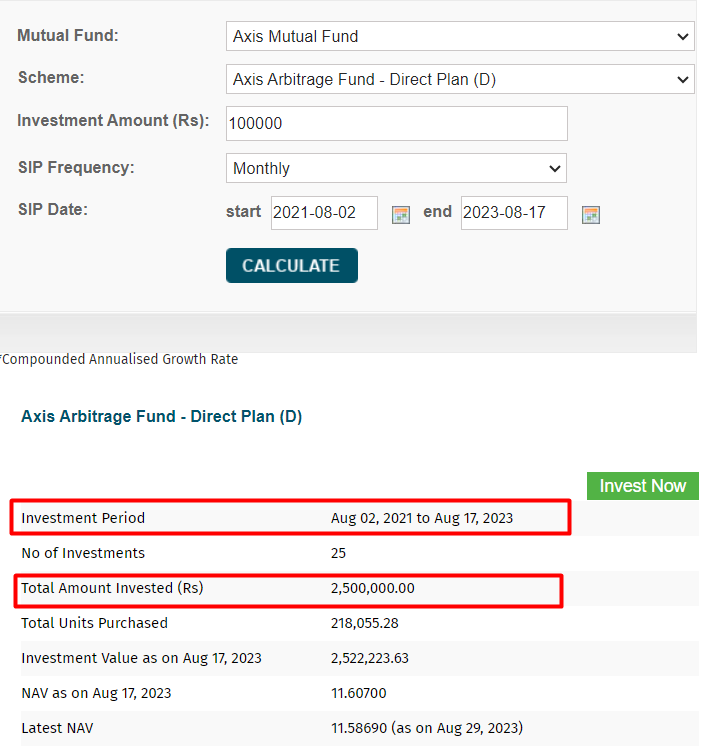 Mutual Fund: Axis Mutual Fund
Scheme: Axis Arbitrage Fund - Direct Plan (D)
Investment Amount (Rs): 100000
SIP Frequency: Monthly
SIP Date: start 2021-08-02 end 2023-08-17
CALCULATE
*Compounded Annualised Growth Rate
Axis Arbitrage Fund - Direct Plan (D)
Invest Now
Investment Period Aug 02, 2021 to Aug 17, 2023
No of Investments 25
Total Amount Invested (Rs) 2,500,000.00
Total Units Purchased 218,055.28
Investment Value as on Aug 17, 2023 2,522,223.63
NAV as on Aug 17, 2023 11.60700
Latest NAV 11.58690 (as on Aug 29, 2023)